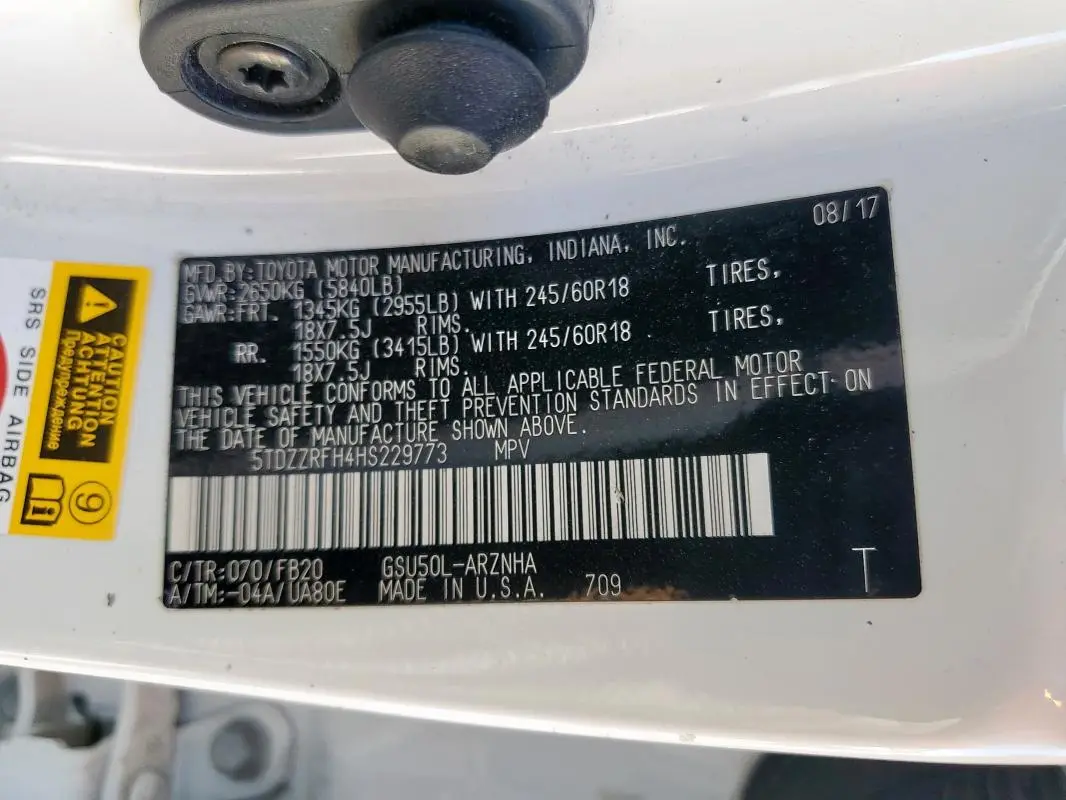 08/17
MFD.BY:TOYOTA MOTOR MANUFACTURING, INDIANA, INC.
GVWR:2650KG (5840LB)
GAWR:FRT. 1345KG (2955LB) WITH 245/60R18 TIRES,
18X7.5J RIMS.
RR. 1550KG (3415LB) WITH 245/60R18 TIRES,
18X7.5J RIMS.
THIS VEHICLE CONFORMS TO ALL APPLICABLE FEDERAL MOTOR
VEHICLE SAFETY AND THEFT PREVENTION STANDARDS IN EFFECT ON
THE DATE OF MANUFACTURE SHOWN ABOVE.
5TDZZRFH4HS229773 MPV
C/TR:070/FB20 GSU50L-ARZNHA
A/TM:-04A/UA80E MADE IN U.S.A. 709
T
CAUTION
ATTENTION
ACHTUNG
Предупреждение
9
SRS SIDE AIRBAG